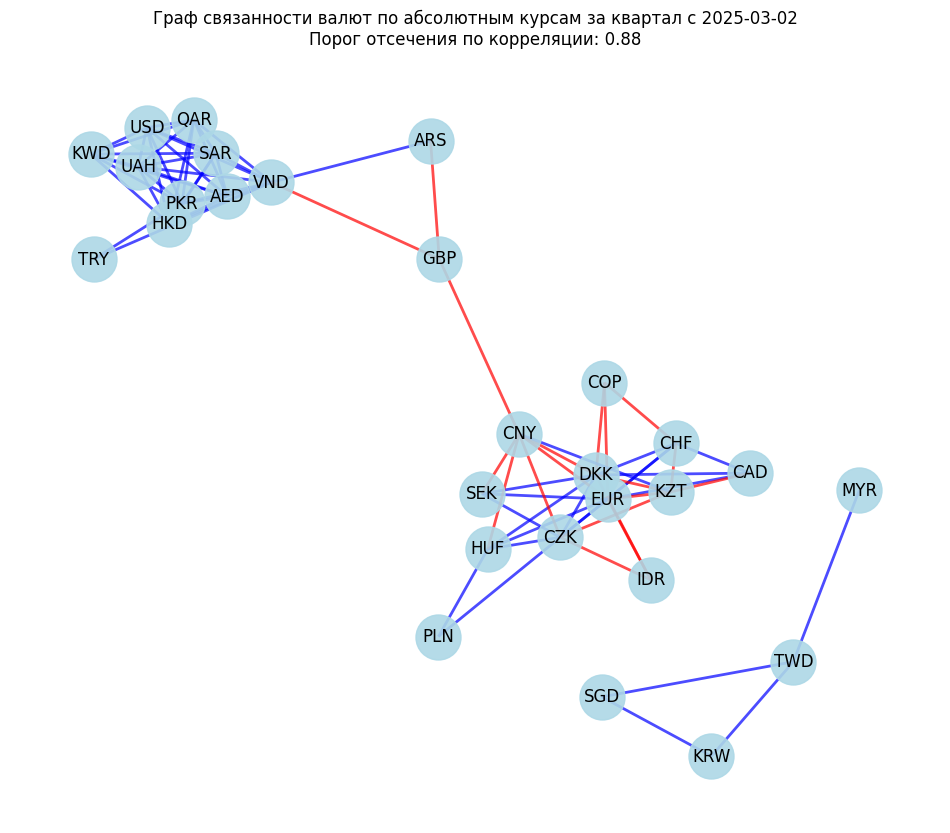 Граф связанности валют по абсолютным курсам за квартал с 2025-03-02
Порог отсечения по корреляции: 0.88
QAR
USD
ARS
KWD
SAR
UAH
VND
AED
PKR
HKD
TRY
GBP
COP
CNY
CHF
CAD
DKK
MYR
KZT
SEK
EUR
CZK
HUF
IDR
PLN
TWD
SGD
KRW